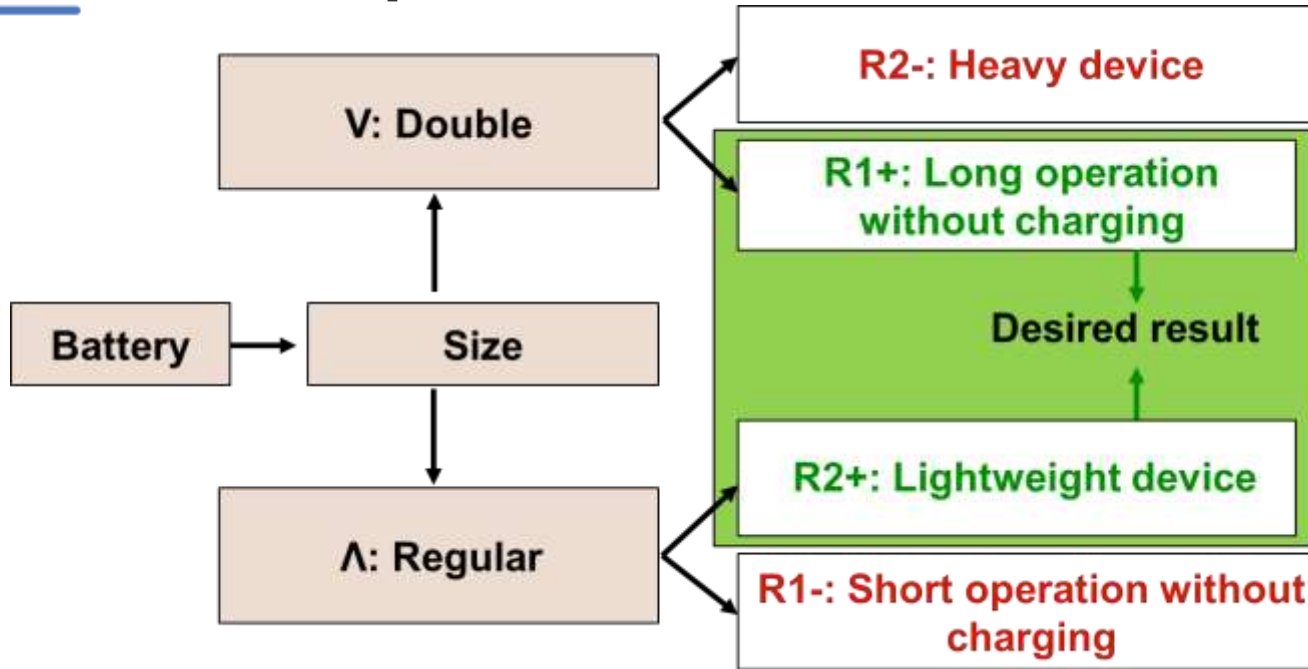 R2-: Heavy device
V: Double
R1+: Long operation
without charging
Battery
Size
Desired result
R2+: Lightweight device
Λ: Regular
R1-: Short operation without
charging